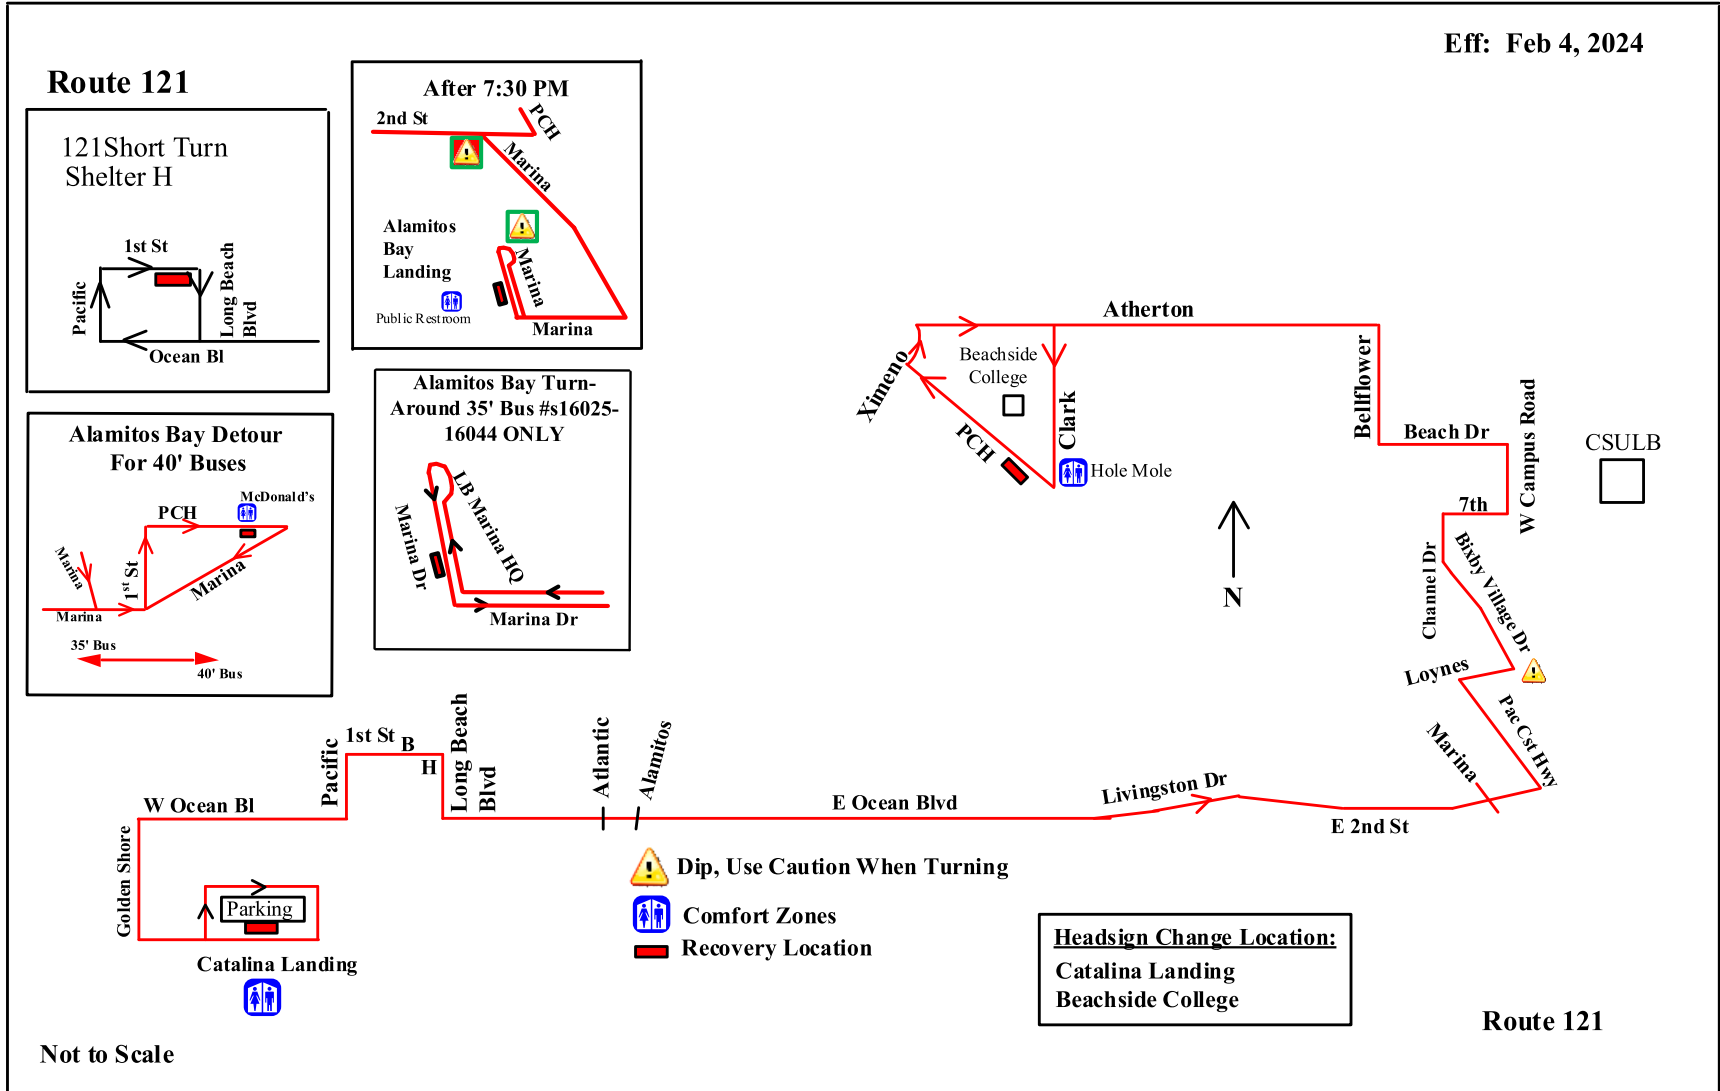 Eff: Feb 4, 2024
Route 121
121Short Turn
Shelter H
1st St
Pacific
Long Beach
Blvd
Ocean Bl
After 7:30 PM
2nd St
PCH
Marina
Alamitos
Bay
Landing
Marina
Public Restroom
Marina
Alamitos Bay Detour
For 40' Buses
McDonald's
PCH
Marina
1st St
Marina
Marina
35' Bus
40' Bus
Alamitos Bay Turn-
Around 35' Bus #s16025-
16044 ONLY
LB Marina HQ
Marina Dr
Marina Dr
Atherton
Ximeno
Beachside
College
PCH
Clark
Hole Mole
Bellflower
Beach Dr
W Campus Road
CSULB
7th
Channel Dr
Bixby Village Dr
Loynes
Pac Cst Hwy
Marina
N
1st St
B
H
Pacific
Long Beach
Blvd
Atlantic
Alamitos
W Ocean Bl
E Ocean Blvd
Livingston Dr
E 2nd St
Golden Shore
Parking
Catalina Landing
Dip, Use Caution When Turning
Comfort Zones
Recovery Location
Headsign Change Location:
Catalina Landing
Beachside College
Route 121
Not to Scale